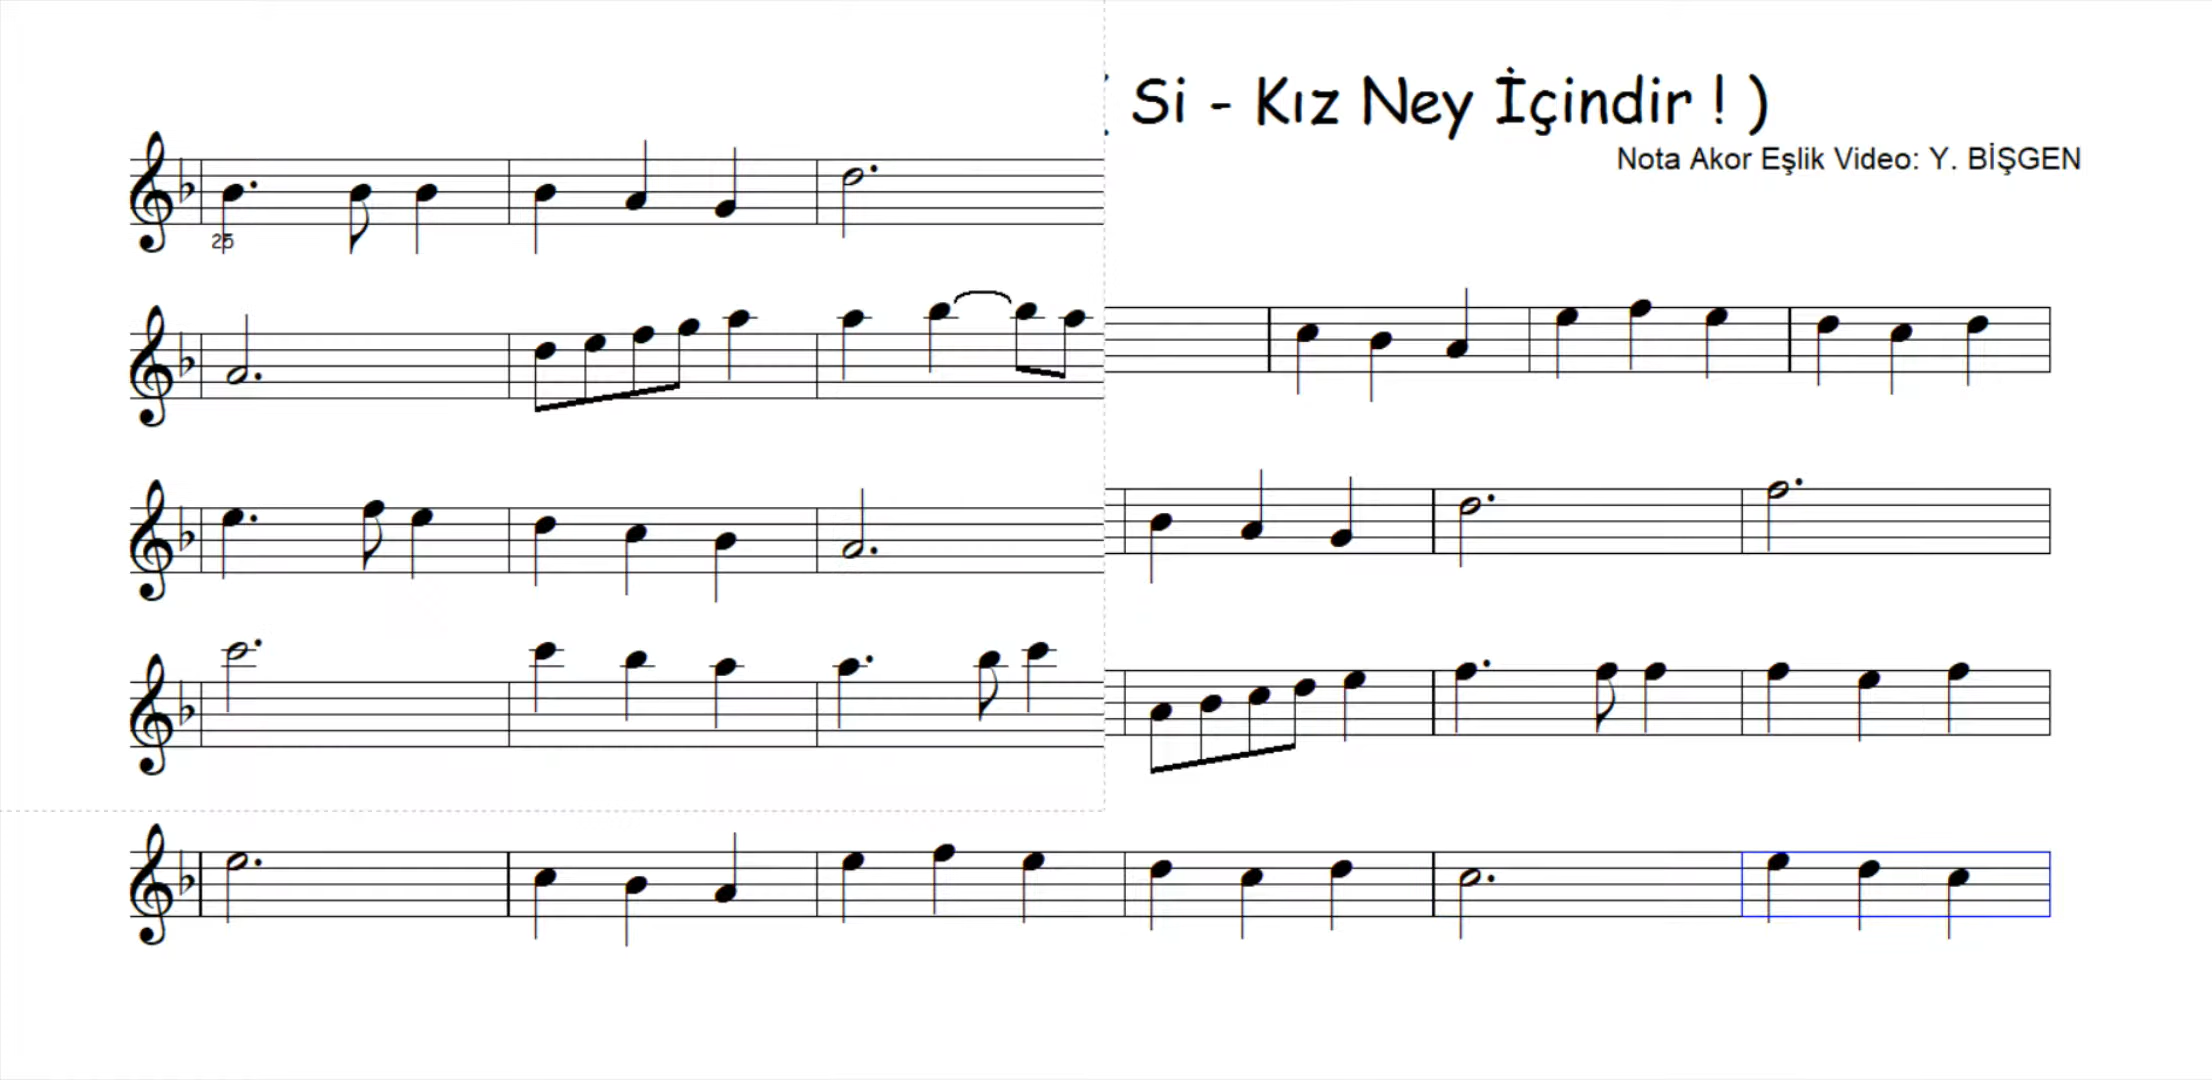 ( Si - Kız Ney İçindir ! )
Nota Akor Eşlik Video: Y. BİŞGEN
25